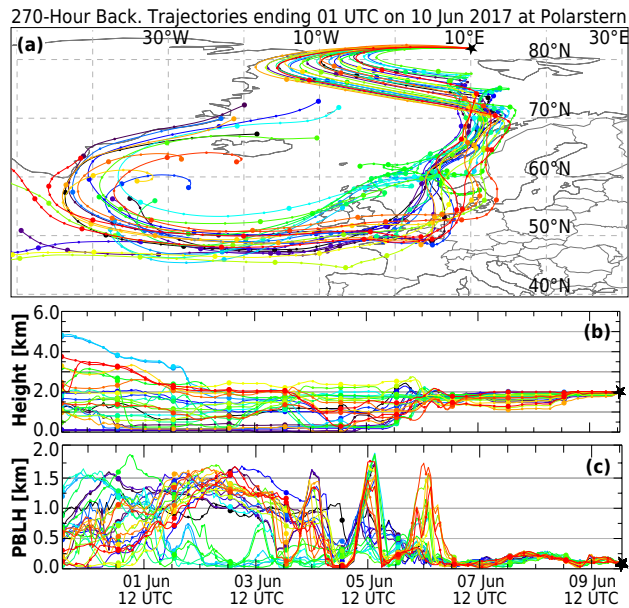 270-Hour Back. Trajectories ending 01 UTC on 10 Jun 2017 at Polarstern
(a)
30°W
10°W
10°E
30°E
80°N
70°N
60°N
50°N
40°N
6.0
4.0
2.0
0.0
Height [km]
(b)
2.0
1.5
1.0
0.5
0.0
PBLH [km]
(c)
01 Jun 03 Jun 05 Jun 07 Jun 09 Jun
12 UTC 12 UTC 12 UTC 12 UTC 12 UTC